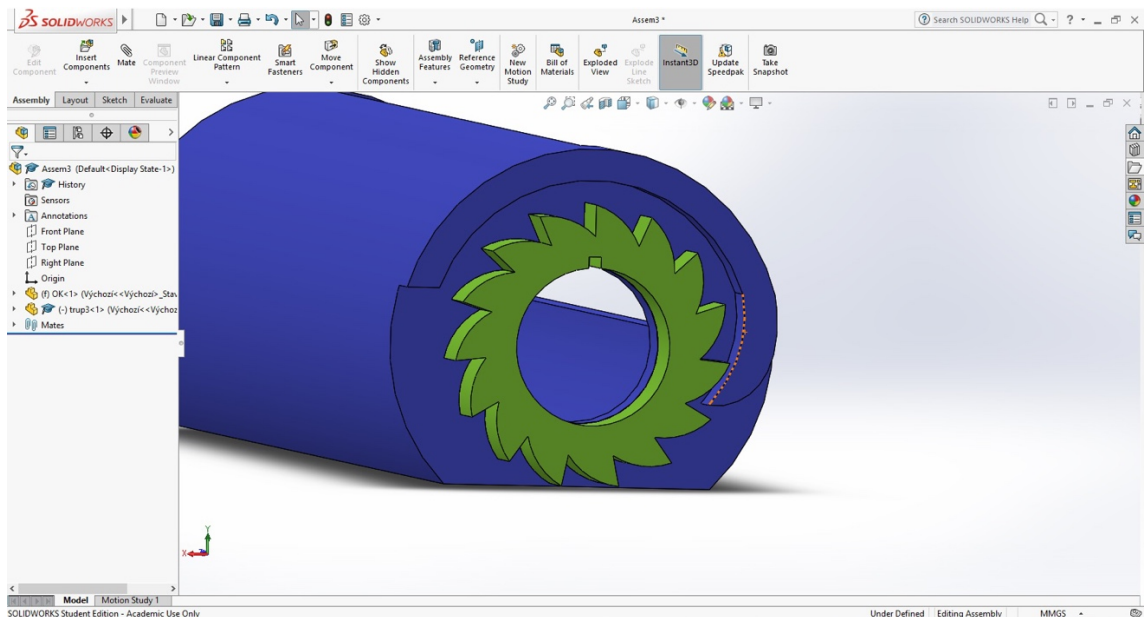 SOLIDWORKS
Assem3 *
Search SOLIDWORKS Help
?
Edit Component
Insert Components
Mate
Component Preview Window
Linear Component Pattern
Smart Fasteners
Move Component
Show Hidden Components
Assembly Features
Reference Geometry
New Motion Study
Bill of Materials
Exploded View
Explode Line Sketch
Instant3D
Update Speedpak
Take Snapshot
Assembly Layout Sketch Evaluate
Assem3 (Default<Display State-1>)
History
Sensors
Annotations
Front Plane
Top Plane
Right Plane
Origin
(f) OK<1> (Výchozí<<Výchozí>_Stav
(-) trup3<1> (Výchozí<<Výchoz
Mates
Y
X
Model Motion Study 1
SOLIDWORKS Student Edition - Academic Use Only
Under Defined Editing Assembly MMGS